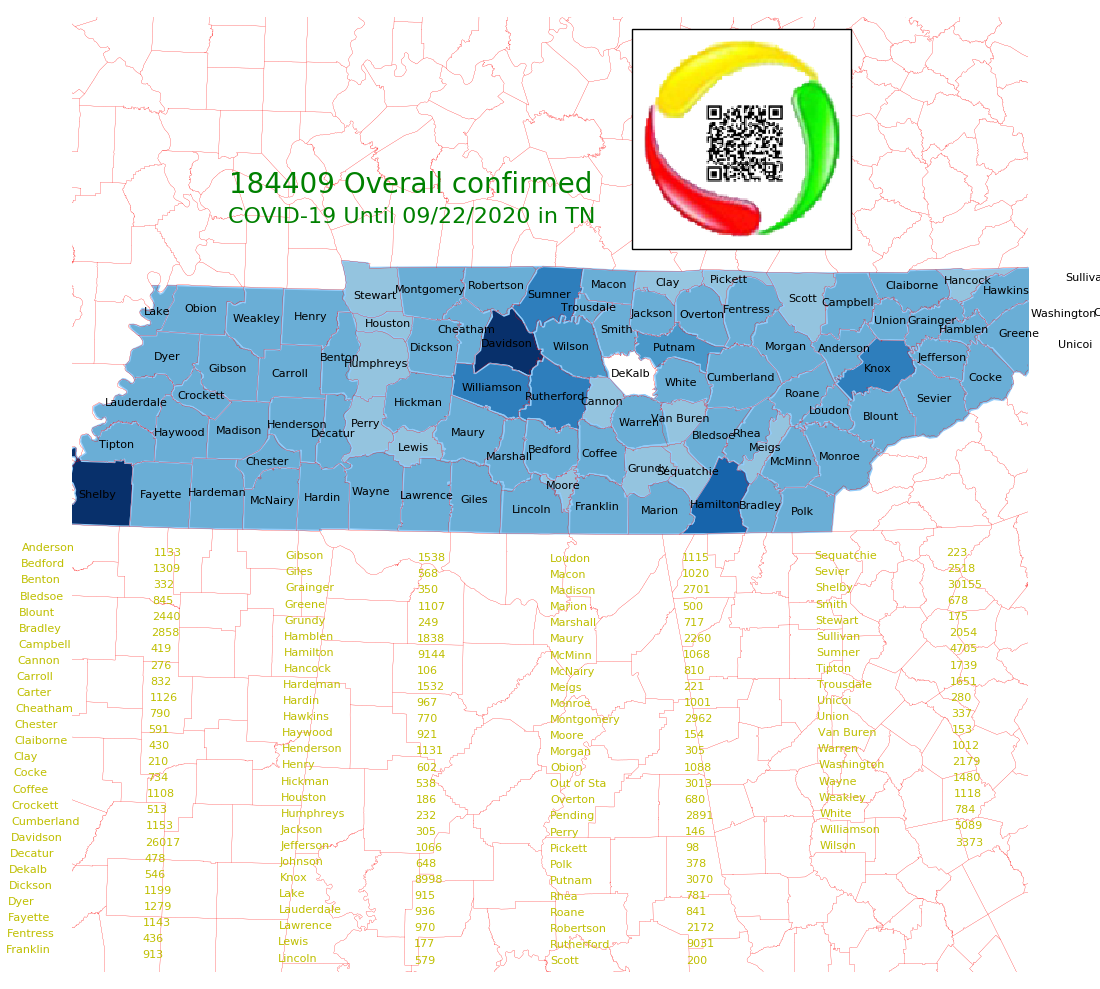 184409 Overall confirmed
COVID-19 Until 09/22/2020 in TN
Lake
Obion
Weakley
Henry
Stewart
Montgomery
Robertson
Sumner
Macon
Trousdale
Clay
Pickett
Scott
Campbell
Claiborne
Hancock
Hawkins
Sulliva
Houston
Cheatham
Davidson
Wilson
Smith
Jackson
Overton
Fentress
Union
Grainger
Hamblen
Greene
Washington
C
Unicoi
Dyer
Gibson
Carroll
Benton
Humphreys
Dickson
Putnam
DeKalb
Morgan
Anderson
Knox
Jefferson
Cocke
Crockett
Lauderdale
Williamson
Rutherford
Cannon
White
Cumberland
Roane
Loudon
Blount
Sevier
Tipton
Haywood
Madison
Henderson
Decatur
Perry
Hickman
Lewis
Maury
Marshall
Bedford
Coffee
Warren
Van Buren
Bledsoe
Rhea
Meigs
McMinn
Monroe
Chester
Shelby
Fayette
Hardeman
McNairy
Hardin
Wayne
Lawrence
Giles
Lincoln
Moore
Franklin
Grundy
Sequatchie
Marion
Hamilton
Bradley
Polk
Anderson 1133
Bedford 1309
Benton 332
Bledsoe 845
Blount 2440
Bradley 2858
Campbell 419
Cannon 276
Carroll 832
Carter 1126
Cheatham 790
Chester 591
Claiborne 430
Clay 210
Cocke 734
Coffee 1108
Crockett 513
Cumberland 1153
Davidson 26017
Decatur 478
Dekalb 546
Dickson 1199
Dyer 1279
Fayette 1143
Fentress 436
Franklin 913
Gibson 1538
Giles 568
Grainger 350
Greene 1107
Grundy 249
Hamblen 1838
Hamilton 9144
Hancock 106
Hardeman 1532
Hardin 967
Hawkins 770
Haywood 921
Henderson 1131
Henry 602
Hickman 538
Houston 186
Humphreys 232
Jackson 305
Jefferson 1066
Johnson 648
Knox 8998
Lake 915
Lauderdale 936
Lawrence 970
Lewis 177
Lincoln 579
Loudon 1115
Macon 1020
Madison 2701
Marion 500
Marshall 717
Maury 2260
McMinn 1068
McNairy 810
Meigs 221
Monroe 1001
Montgomery 2962
Moore 154
Morgan 305
Obion 1088
Out of Sta 3013
Overton 680
Pending 2891
Perry 146
Pickett 98
Polk 378
Putnam 3070
Rhea 781
Roane 841
Robertson 2172
Rutherford 9031
Scott 200
Sequatchie 223
Sevier 2518
Shelby 30155
Smith 678
Stewart 175
Sullivan 2054
Sumner 4705
Tipton 1739
Trousdale 1651
Unicoi 280
Union 337
Van Buren 153
Warren 1012
Washington 2179
Wayne 1480
Weakley 1118
White 784
Williamson 5089
Wilson 3373